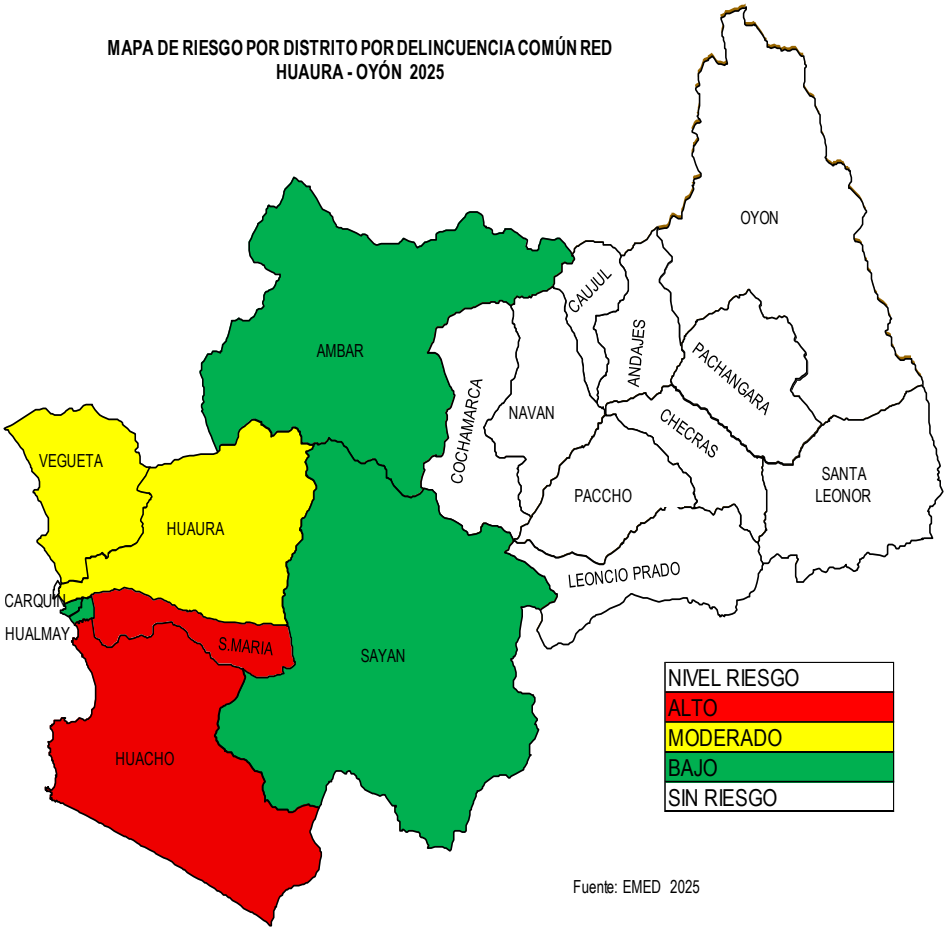 MAPA DE RIESGO POR DISTRITO POR DELINCUENCIA COMÚN RED
HUAURA - OYÓN 2025
OYON
CAUJUL
ANDAJES
PACHANGARA
AMBAR
COCHAMARCA
NAVAN
CHECRAS
VEGUETA
SANTA
LEONOR
PACCHO
HUAURA
LEONCIO PRADO
CARQUIN
HUALMAY
S.MARIA
SAYAN
HUACHO
NIVEL RIESGO
ALTO
MODERADO
BAJO
SIN RIESGO
Fuente: EMED 2025